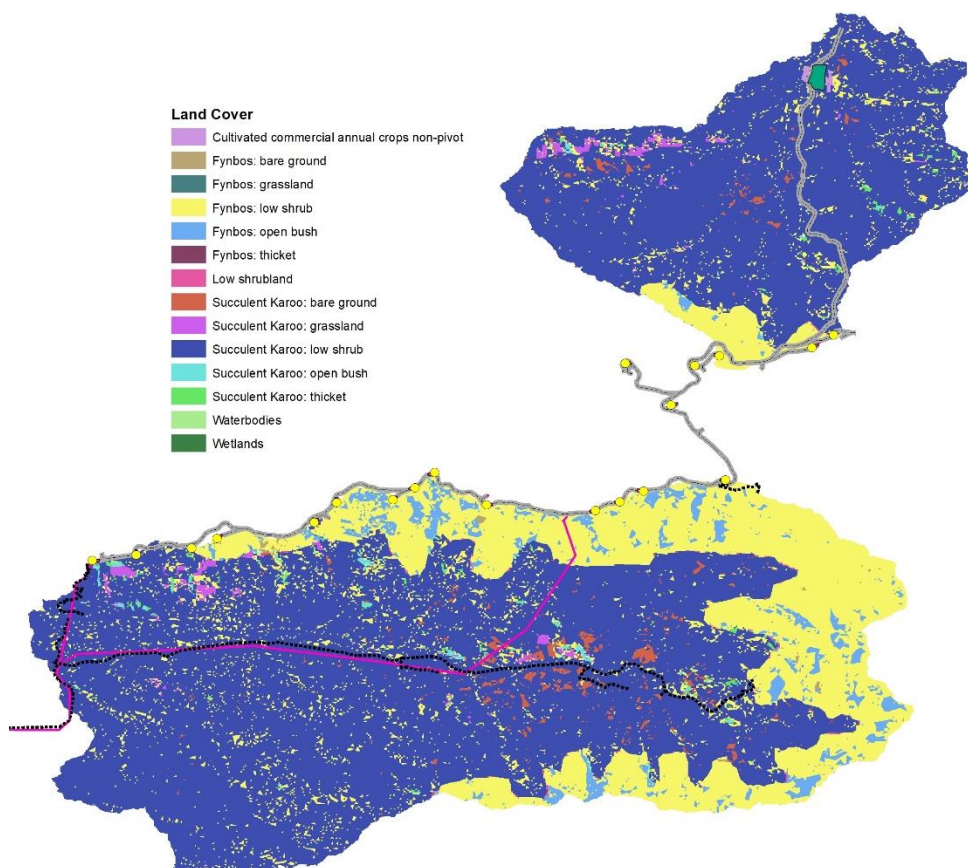 Land Cover
Cultivated commercial annual crops non-pivot
Fynbos: bare ground
Fynbos: grassland
Fynbos: low shrub
Fynbos: open bush
Fynbos: thicket
Low shrubland
Succulent Karoo: bare ground
Succulent Karoo: grassland
Succulent Karoo: low shrub
Succulent Karoo: open bush
Succulent Karoo: thicket
Waterbodies
Wetlands